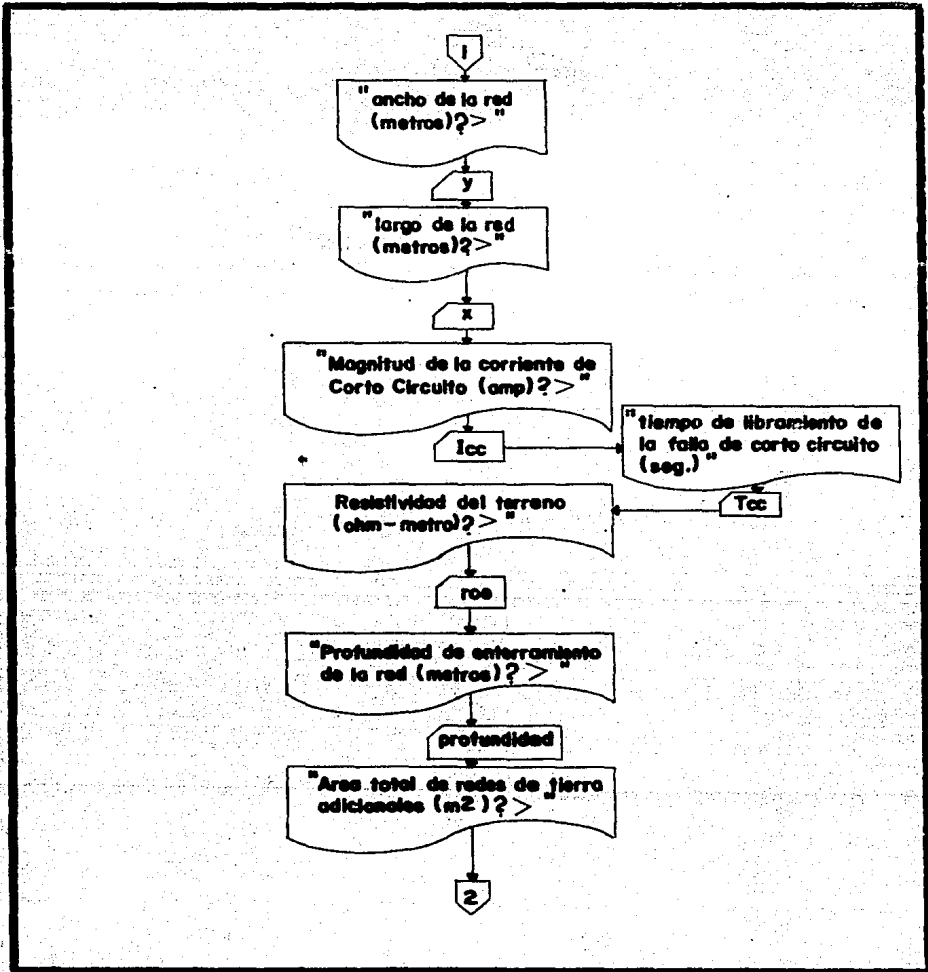 1
"ancho de la red
(metros)?>"
y
"largo de la red
(metros)?>"
x
"Magnitud de la corriente de
Corto Circuito (amp)?>"
Icc
"tiempo de libramiento de
la falla de corto circuito
(seg.)"
Tcc
Resistividad del terreno
(ohm-metro)?>"
roe
"Profundidad de enterramiento
de la red (metros)?>"
profundidad
"Area total de redes de tierra
adicionales (m2)?>"
2